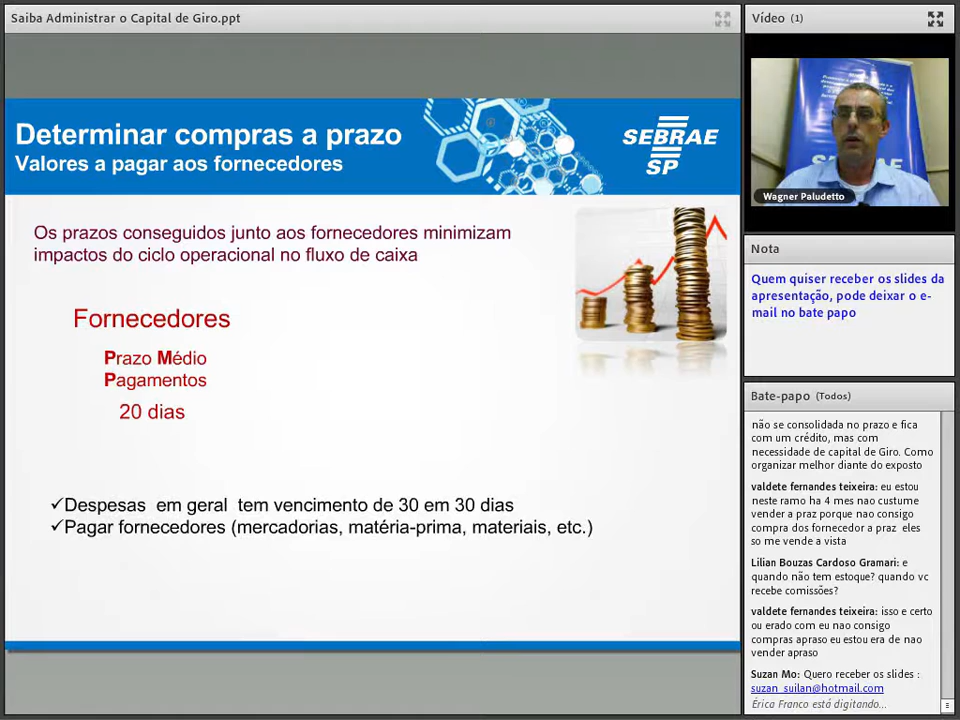 Saiba Administrar o Capital de Giro.ppt
Determinar compras a prazo
Valores a pagar aos fornecedores
SEBRAE
SP
Os prazos conseguidos junto aos fornecedores minimizam
impactos do ciclo operacional no fluxo de caixa
Fornecedores
Prazo Médio
Pagamentos
20 dias
✓Despesas em geral tem vencimento de 30 em 30 dias
✓Pagar fornecedores (mercadorias, matéria-prima, materiais, etc.)
Vídeo (1)
Wagner Paludetto
Nota
Quem quiser receber os slides da
apresentação, pode deixar o e-
mail no bate papo
Bate-papo (Todos)
não se consolidada no prazo e fica
com um crédito, mas com
necessidade de capital de Giro. Como
organizar melhor diante do exposto
valdete fernandes teixeira: eu estou
neste ramo ha 4 mes nao custume
vender a praz porque nao consigo
compra dos fornecedor a praz eles
so me vende a vista
Lilian Bouzas Cardoso Gramari: e
quando não tem estoque? quando vc
recebe comissões?
valdete fernandes teixeira: isso e certo
ou erado com eu nao consigo
compras apraso eu estou era de nao
vender apraso
Suzan Mo: Quero receber os slides :
suzan_suilan@hotmail.com
Érica Franco está digitando...